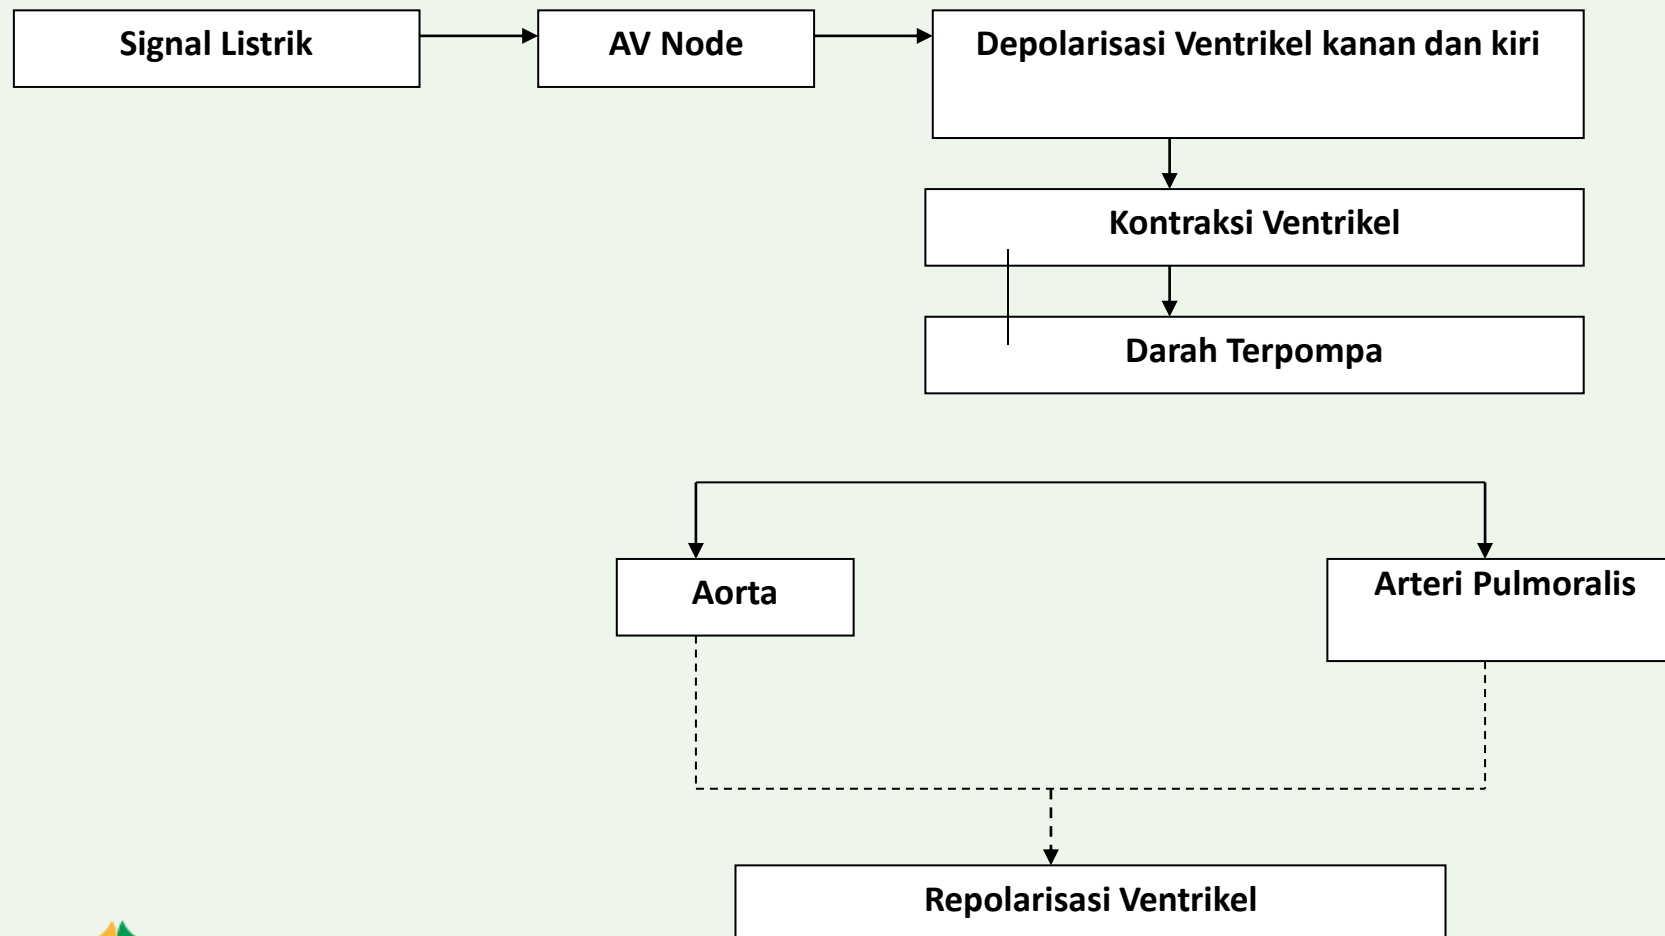 Signal Listrik
AV Node
Depolarisasi Ventrikel kanan dan kiri
Kontraksi Ventrikel
Darah Terpompa
Aorta
Arteri Pulmoralis
Repolarisasi Ventrikel